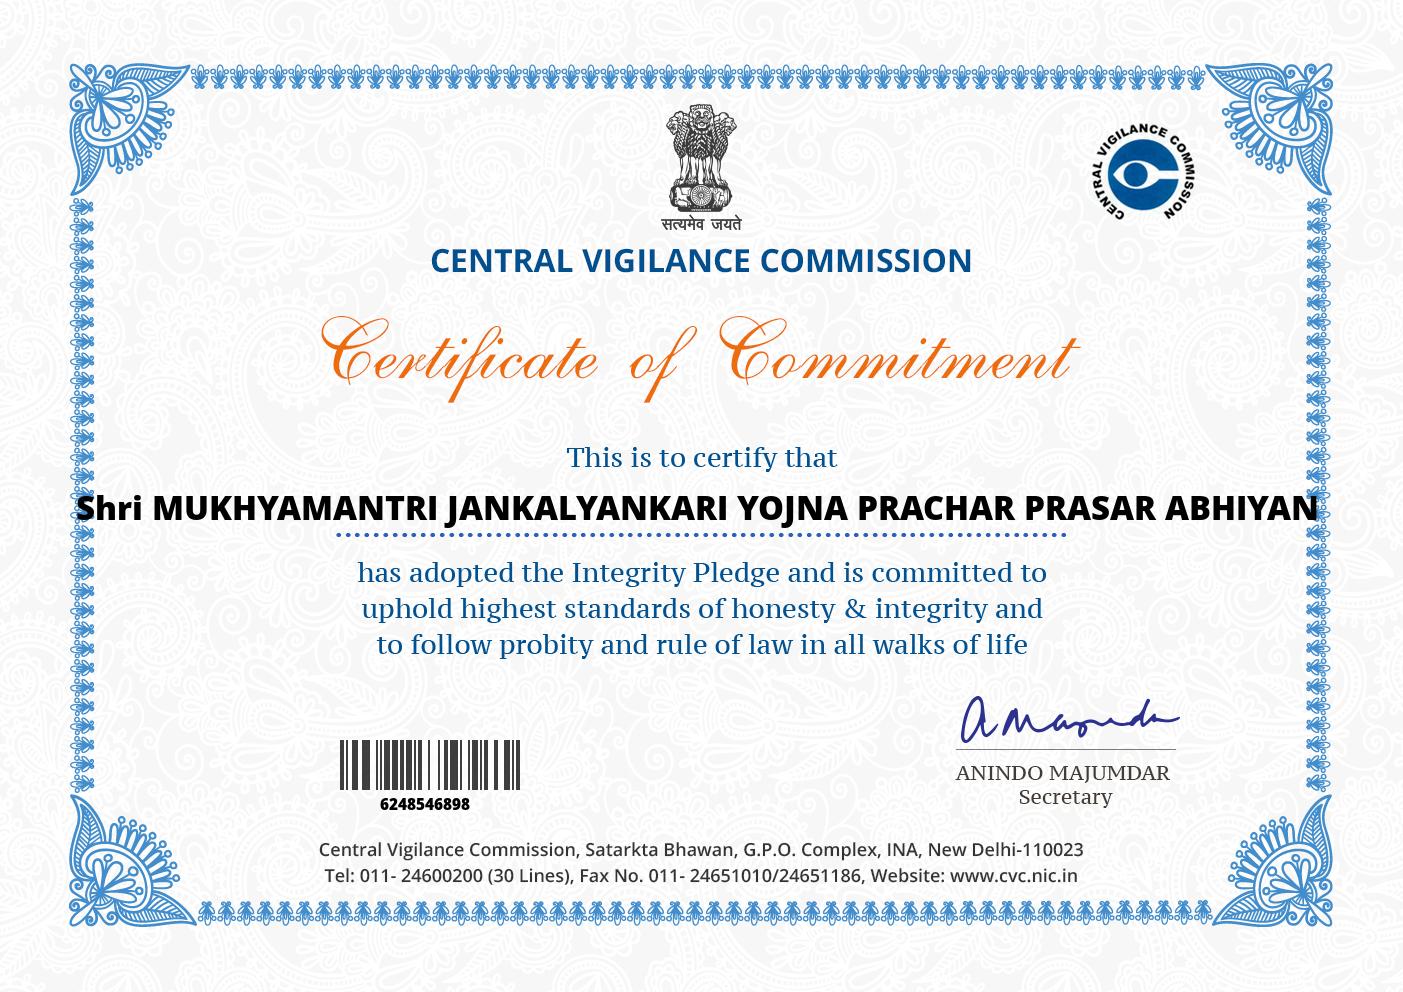 सत्यमेव जयते
CENTRAL VIGILANCE COMMISSION
CENTRAL VIGILANCE COMMISSION
Certificate of Commitment
This is to certify that
Shri MUKHYAMANTRI JANKALYANKARI YOJNA PRACHAR PRASAR ABHIYAN
has adopted the Integrity Pledge and is committed to
uphold highest standards of honesty & integrity and
to follow probity and rule of law in all walks of life
A Majumdar
ANINDO MAJUMDAR
Secretary
6248546898
Central Vigilance Commission, Satarkta Bhawan, G.P.O. Complex, INA, New Delhi-110023
Tel: 011- 24600200 (30 Lines), Fax No. 011- 24651010/24651186, Website: www.cvc.nic.in